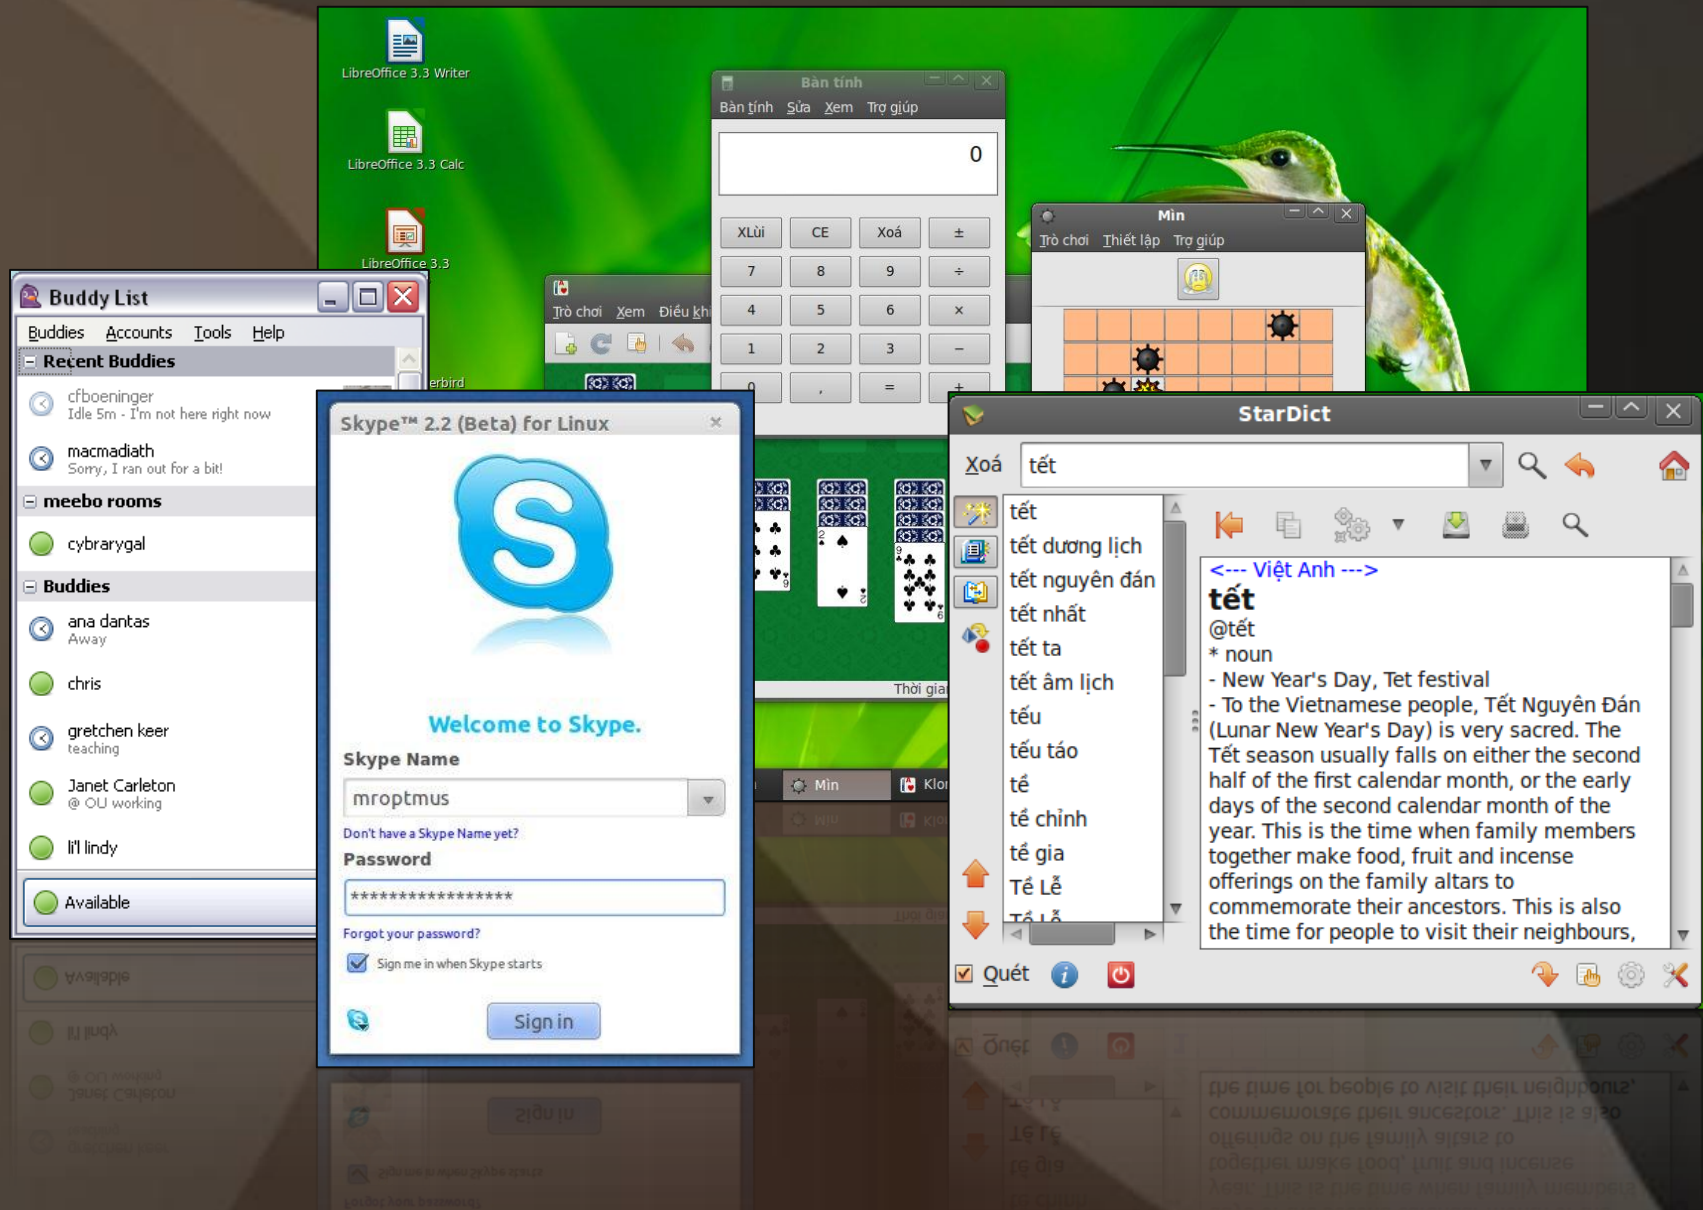 LibreOffice 3.3 Writer
LibreOffice 3.3 Calc
LibreOffice 3.3
erbird
Bàn tính
Bàn tính Sửa Xem Trợ giúp
0
XLùi CE Xoá ±
7 8 9 ÷
4 5 6 ×
1 2 3 −
0 , = +
Mìn
Trò chơi Thiết lập Trợ giúp
Trò chơi Xem Điều khi
Thời gia
Mìn
Klo
Buddy List
Buddies Accounts Tools Help
Recent Buddies
cfboeninger
Idle 5m - I'm not here right now
macmadiath
Sorry, I ran out for a bit!
meebo rooms
cybrarygal
Buddies
ana dantas
Away
chris
gretchen keer
teaching
Janet Carleton
@ OU working
li'l lindy
Available
Skype™ 2.2 (Beta) for Linux
Welcome to Skype.
Skype Name
mroptmus
Don't have a Skype Name yet?
Password
*****************
Forgot your password?
Sign me in when Skype starts
Sign in
StarDict
Xoá tết
tết
tết dương lịch
tết nguyên đán
tết nhất
tết ta
tết âm lịch
tếu
tếu táo
tề
tề chỉnh
tề gia
Tề Lễ
<--- Việt Anh --->
tết
@tết
* noun
- New Year's Day, Tet festival
- To the Vietnamese people, Tết Nguyên Đán
(Lunar New Year's Day) is very sacred. The
Tết season usually falls on either the second
half of the first calendar month, or the early
days of the second calendar month of the
year. This is the time when family members
together make food, fruit and incense
offerings on the family altars to
commemorate their ancestors. This is also
the time for people to visit their neighbours,
Quét